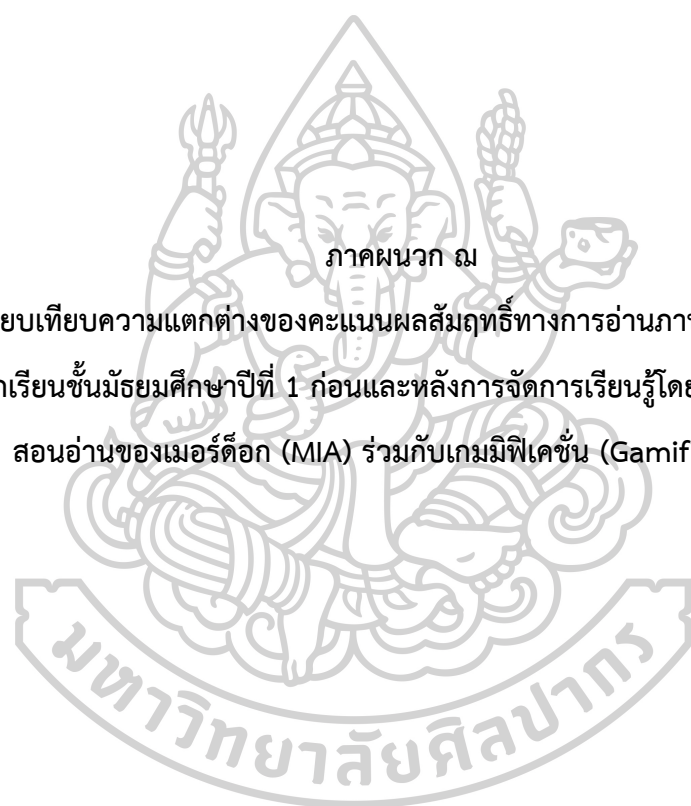 ภาคผนวก ฌ
ยบเทียบความแตกต่างของคะแนนผลสัมฤทธิ์ทางการอ่านภา
เรียนชั้นมัธยมศึกษาปีที่ 1 ก่อนและหลังการจัดการเรียนรู้โดย
สอนอ่านของเมอร์ด็อก (MIA) ร่วมกับเกมมิฟิเคชั่น (Gamif
มหาวิทยาลัยศิลปากร